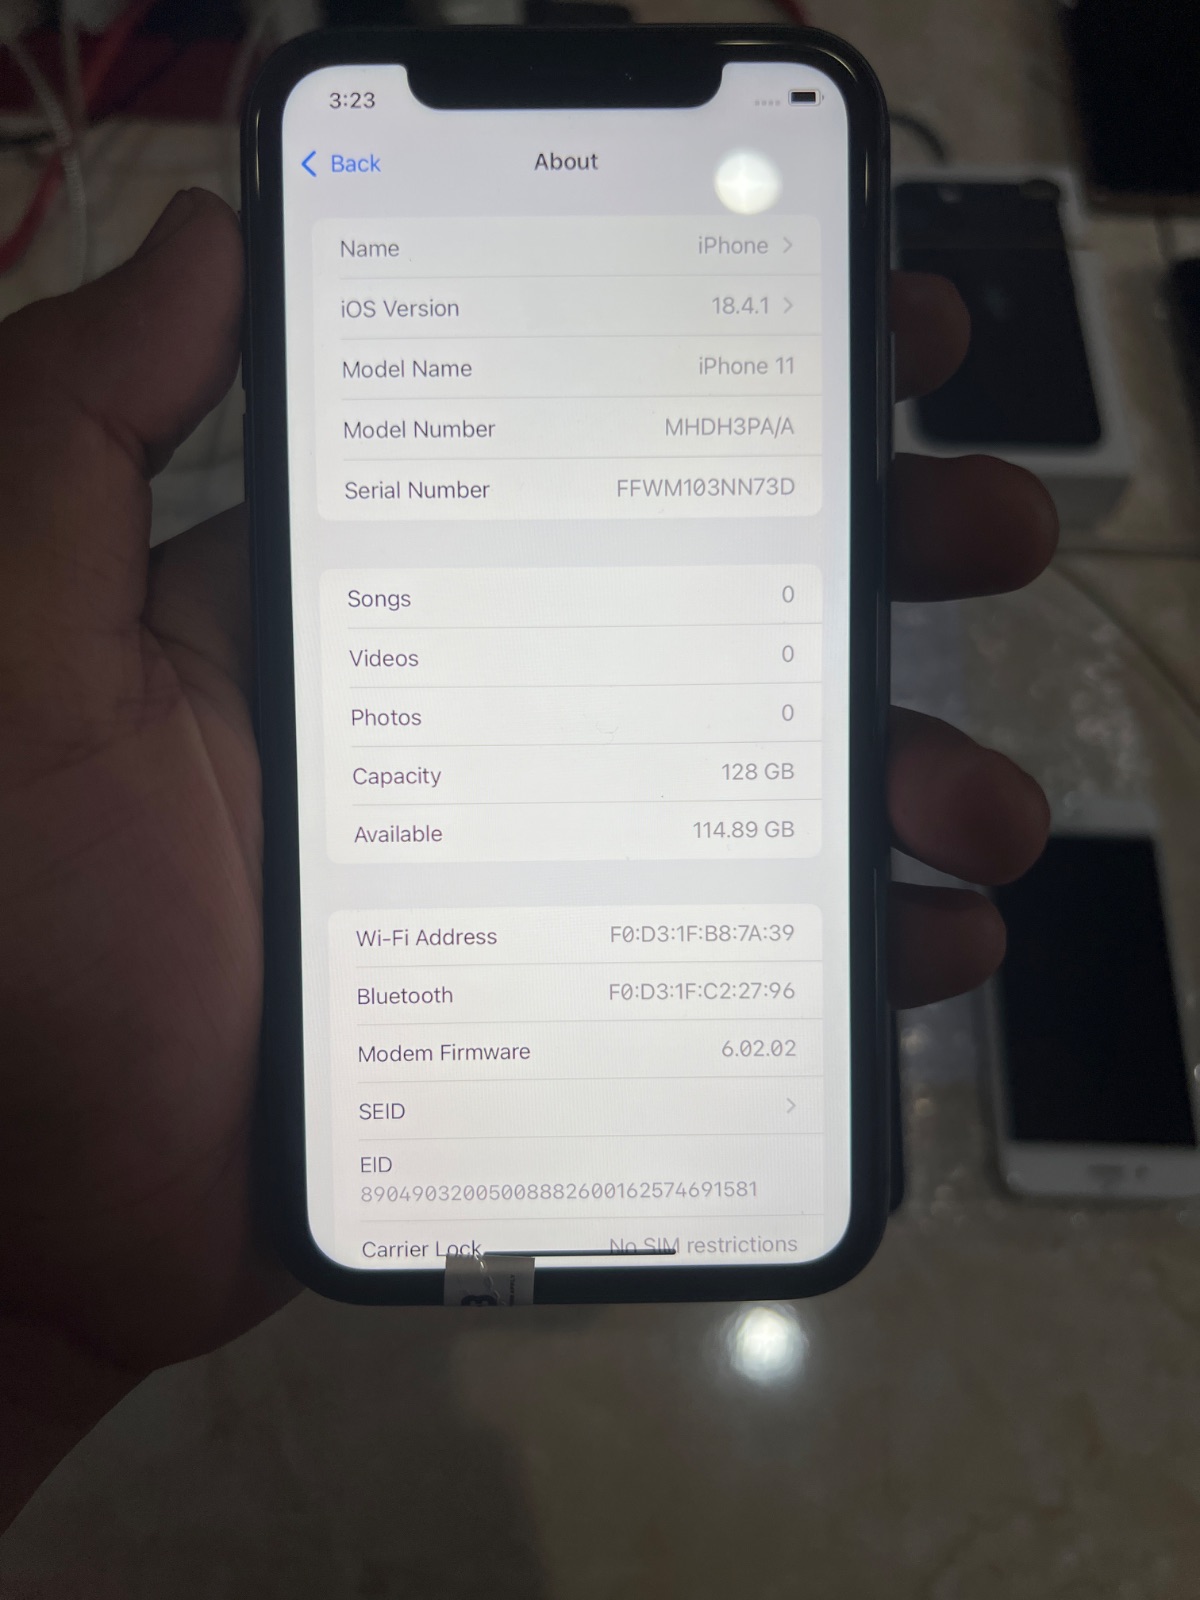 3:23
Back
About
Name iPhone
iOS Version 18.4.1
Model Name iPhone 11
Model Number MHDH3PA/A
Serial Number FFWM103NN73D
Songs 0
Videos 0
Photos 0
Capacity 128 GB
Available 114.89 GB
Wi-Fi Address F0:D3:1F:B8:7A:39
Bluetooth F0:D3:1F:C2:27:96
Modem Firmware 6.02.02
SEID
EID
89049032005008882600162574691581
Carrier Lock No SIM restrictions